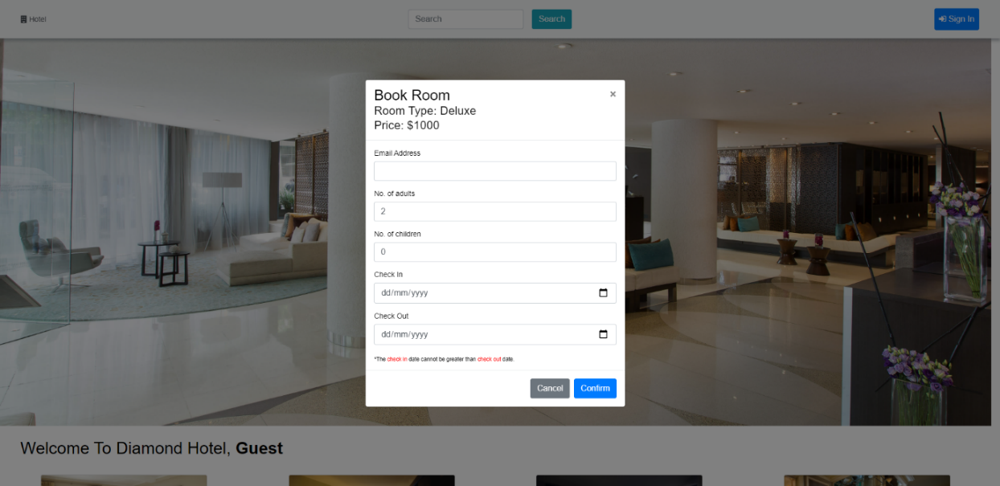 Hotel
Search
Search
Sign In
Book Room
×
Room Type: Deluxe
Price: $1000
Email Address
No. of adults
2
No. of children
0
Check In
dd/mm/yyyy
Check Out
dd/mm/yyyy
*The check in date cannot be greater than check out date.
Cancel
Confirm
Welcome To Diamond Hotel, Guest